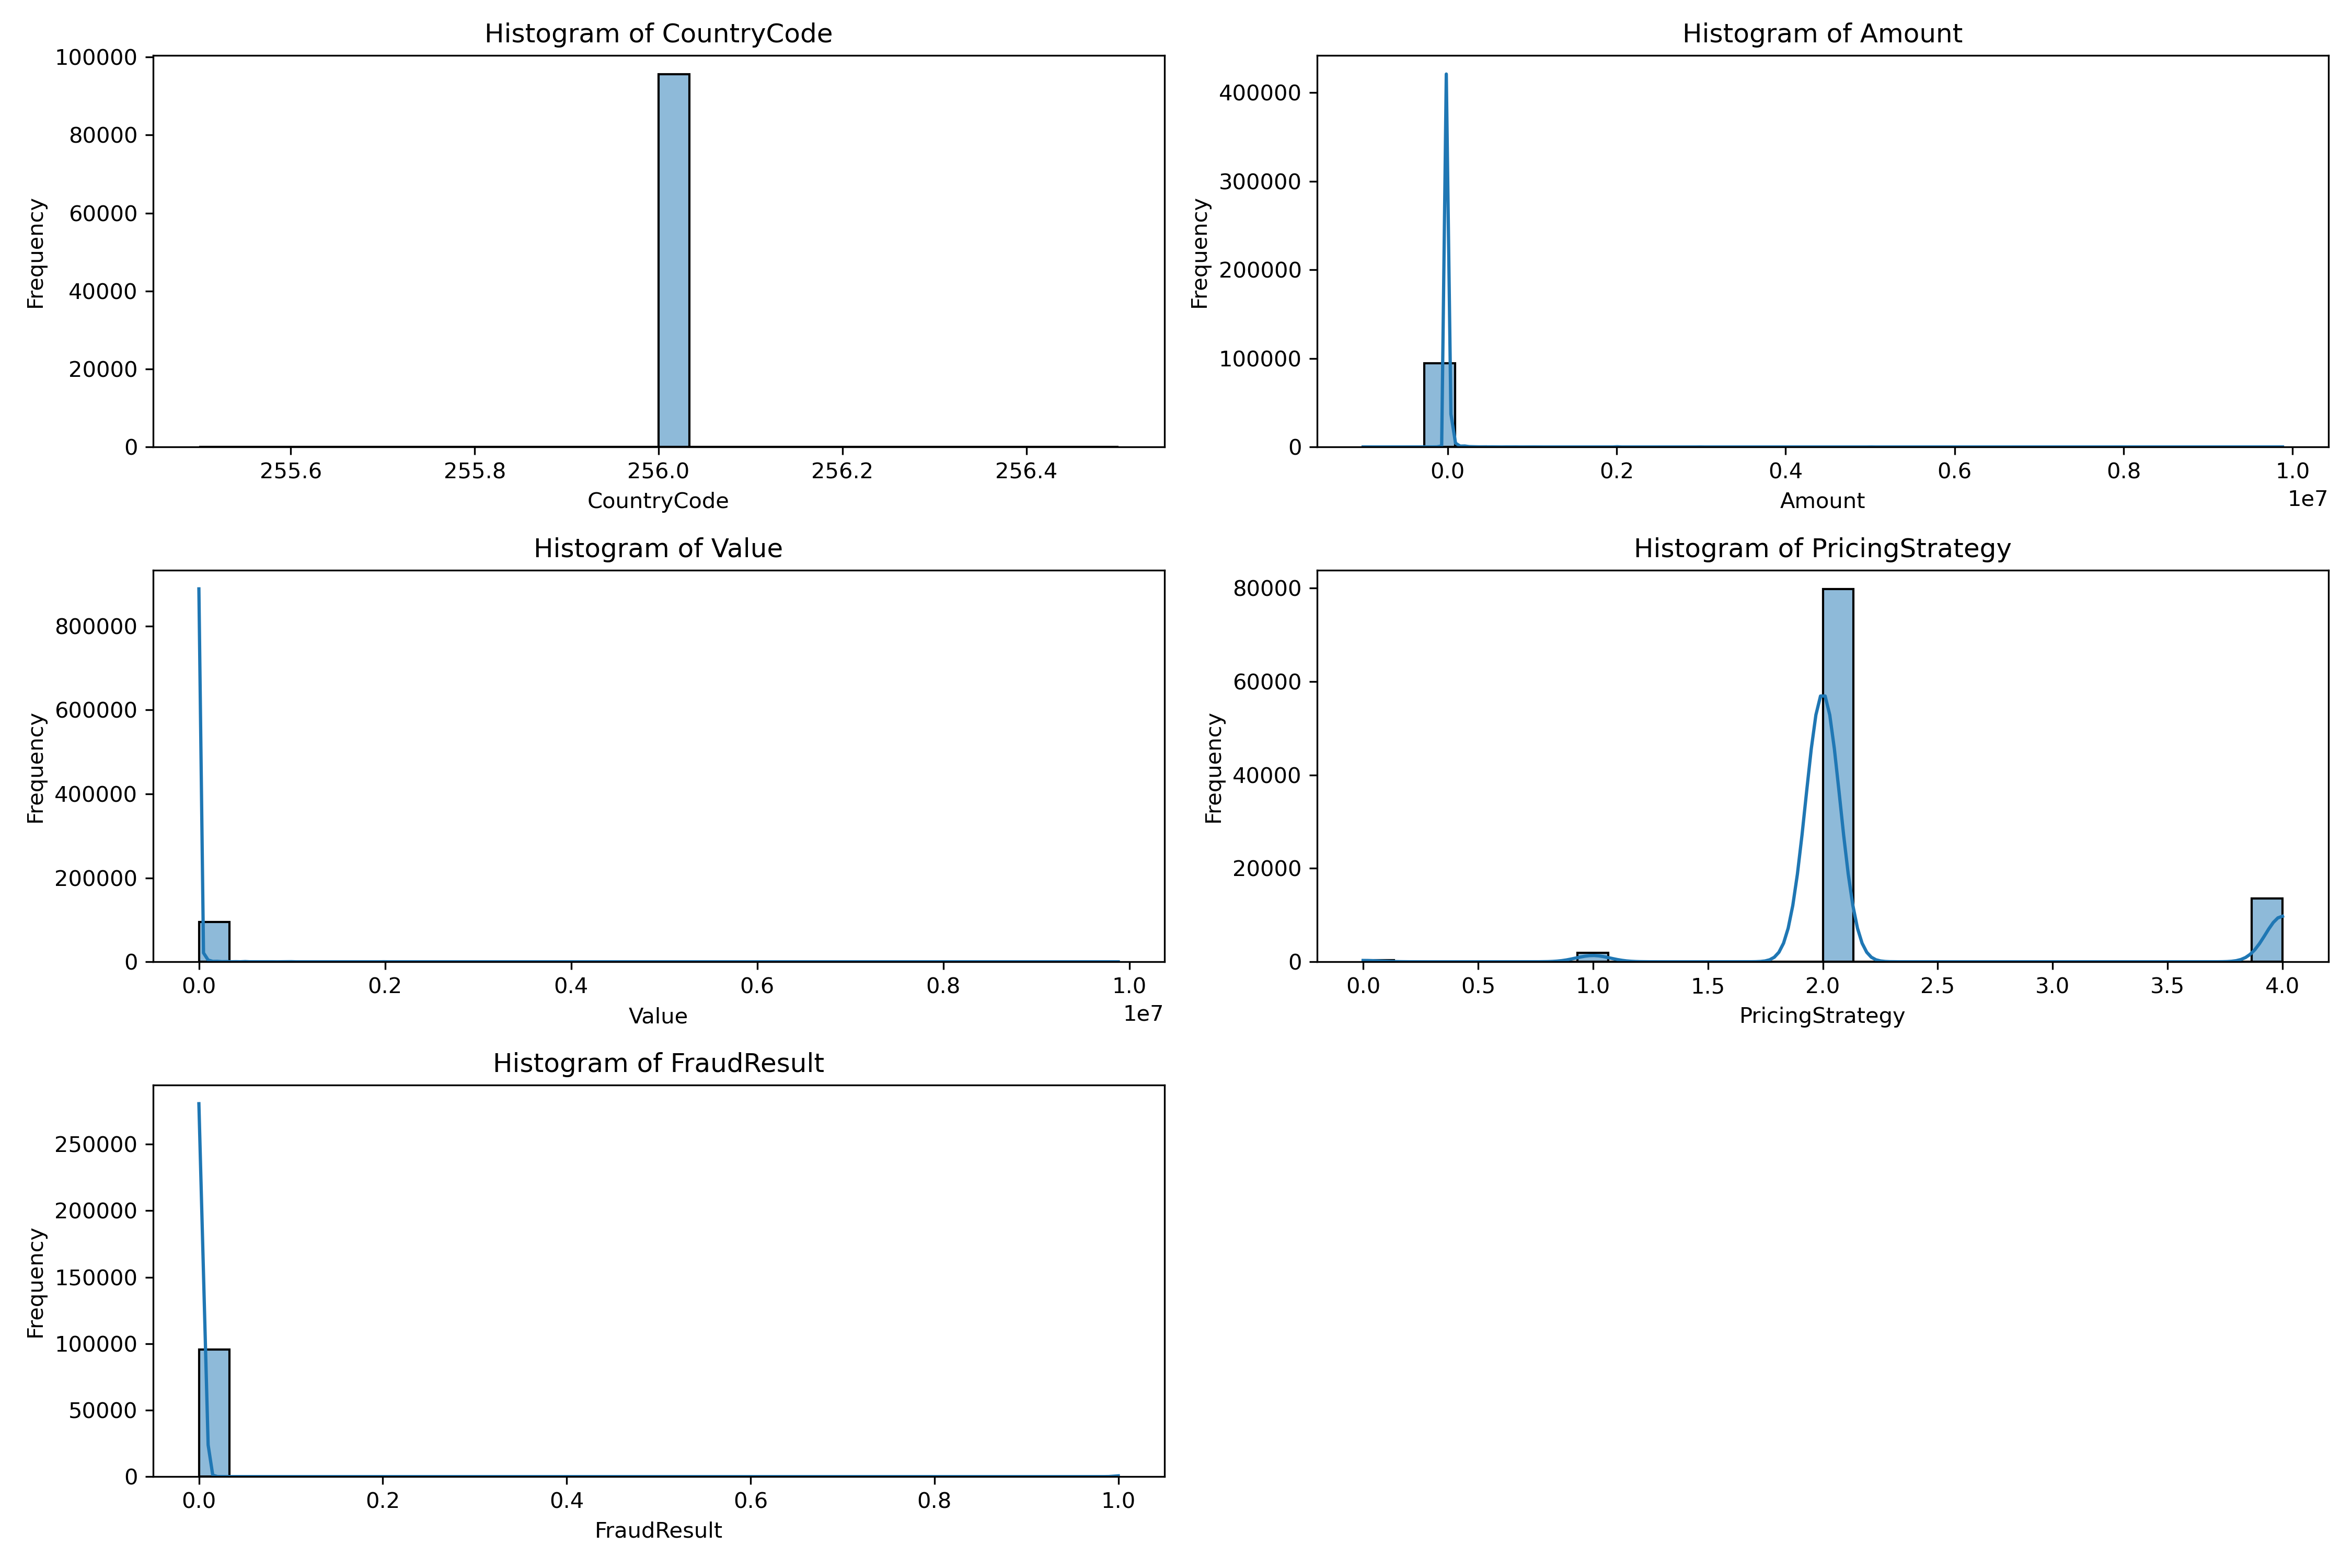 Histogram of CountryCode
100000
80000
60000
40000
20000
0
Frequency
255.6 255.8 256.0 256.2 256.4
CountryCode
Histogram of Amount
400000
300000
200000
100000
0
Frequency
0.0 0.2 0.4 0.6 0.8 1.0
1e7
Amount
Histogram of Value
800000
600000
400000
200000
0
Frequency
0.0 0.2 0.4 0.6 0.8 1.0
1e7
Value
Histogram of PricingStrategy
80000
60000
40000
20000
0
Frequency
0.0 0.5 1.0 1.5 2.0 2.5 3.0 3.5 4.0
PricingStrategy
Histogram of FraudResult
250000
200000
150000
100000
50000
0
Frequency
0.0 0.2 0.4 0.6 0.8 1.0
FraudResult